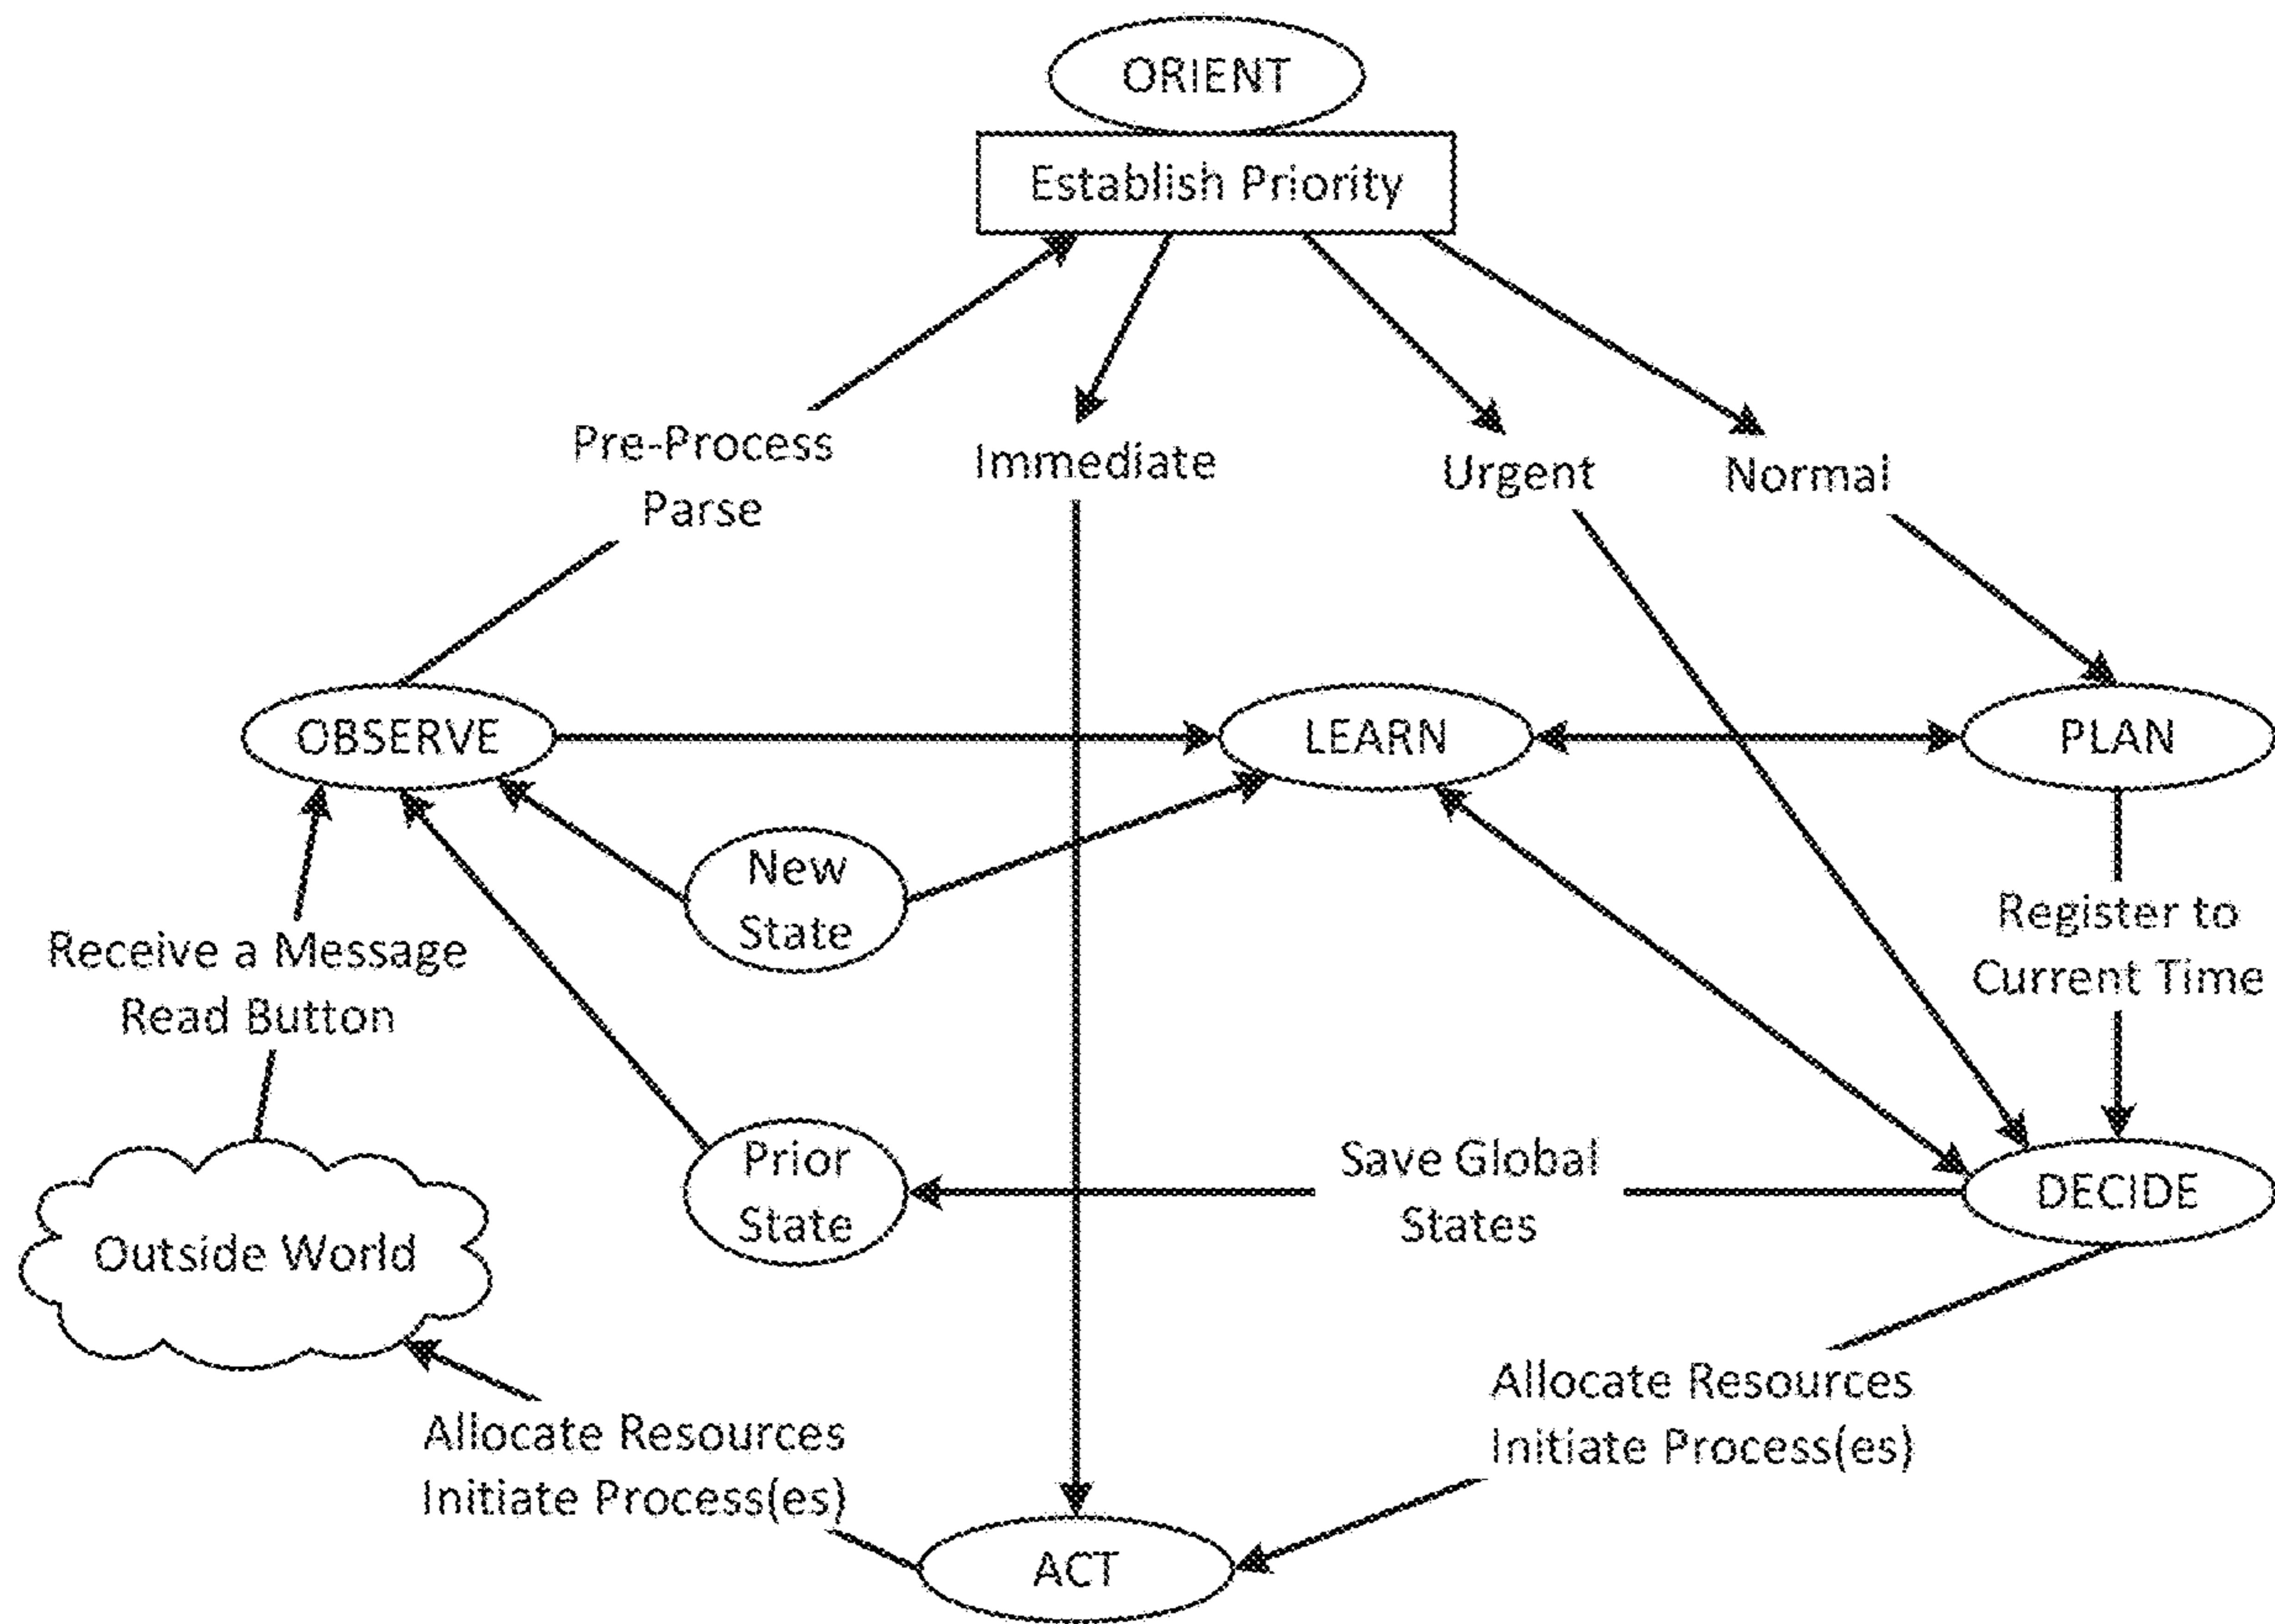 ORIENT
Establish Priority
Pre-Process
Parse
Immediate
Urgent
Normal
OBSERVE
LEARN
PLAN
New
State
Receive a Message
Read Button
Register to
Current Time
Prior
State
Save Global
States
DECIDE
Outside World
Allocate Resources
Initiate Process(es)
Allocate Resources
Initiate Process(es)
ACT